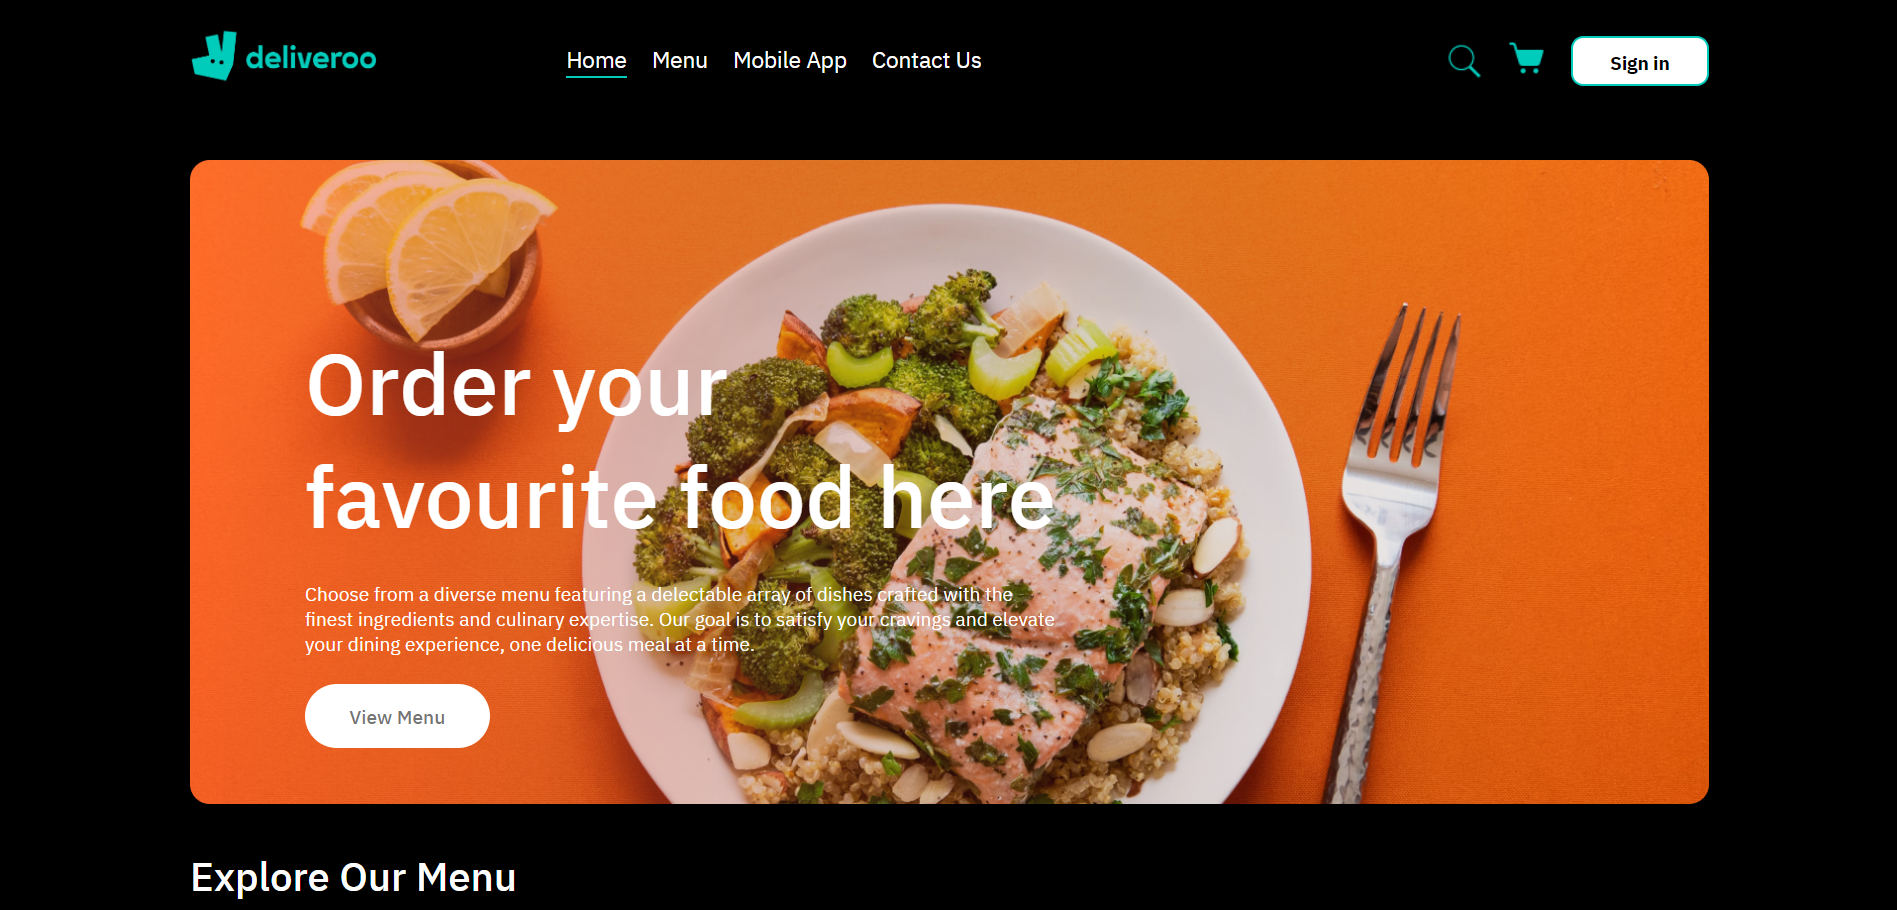 deliveroo
Home Menu Mobile App Contact Us
Sign in
Order your
favourite food here
Choose from a diverse menu featuring a delectable array of dishes crafted with the
finest ingredients and culinary expertise. Our goal is to satisfy your cravings and elevate
your dining experience, one delicious meal at a time.
View Menu
Explore Our Menu